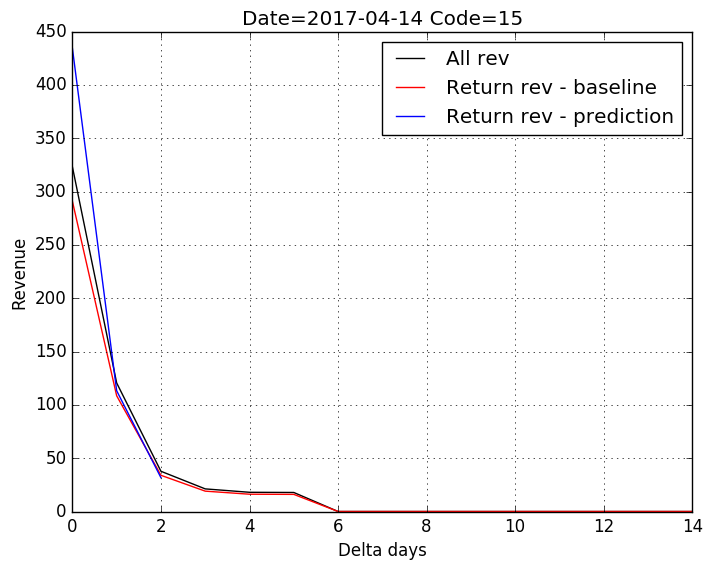 Date=2017-04-14 Code=15
450
400
350
300
250
200
150
100
50
0
Revenue
All rev
Return rev - baseline
Return rev - prediction
0 2 4 6 8 10 12 14
Delta days